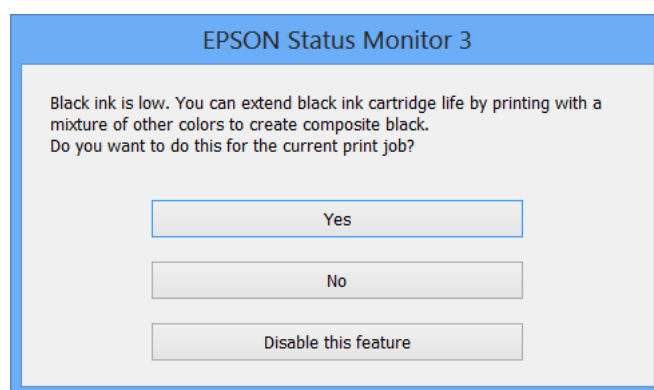 EPSON Status Monitor 3
Black ink is low. You can extend black ink cartridge life by printing with a
mixture of other colors to create composite black.
Do you want to do this for the current print job?
Yes
No
Disable this feature